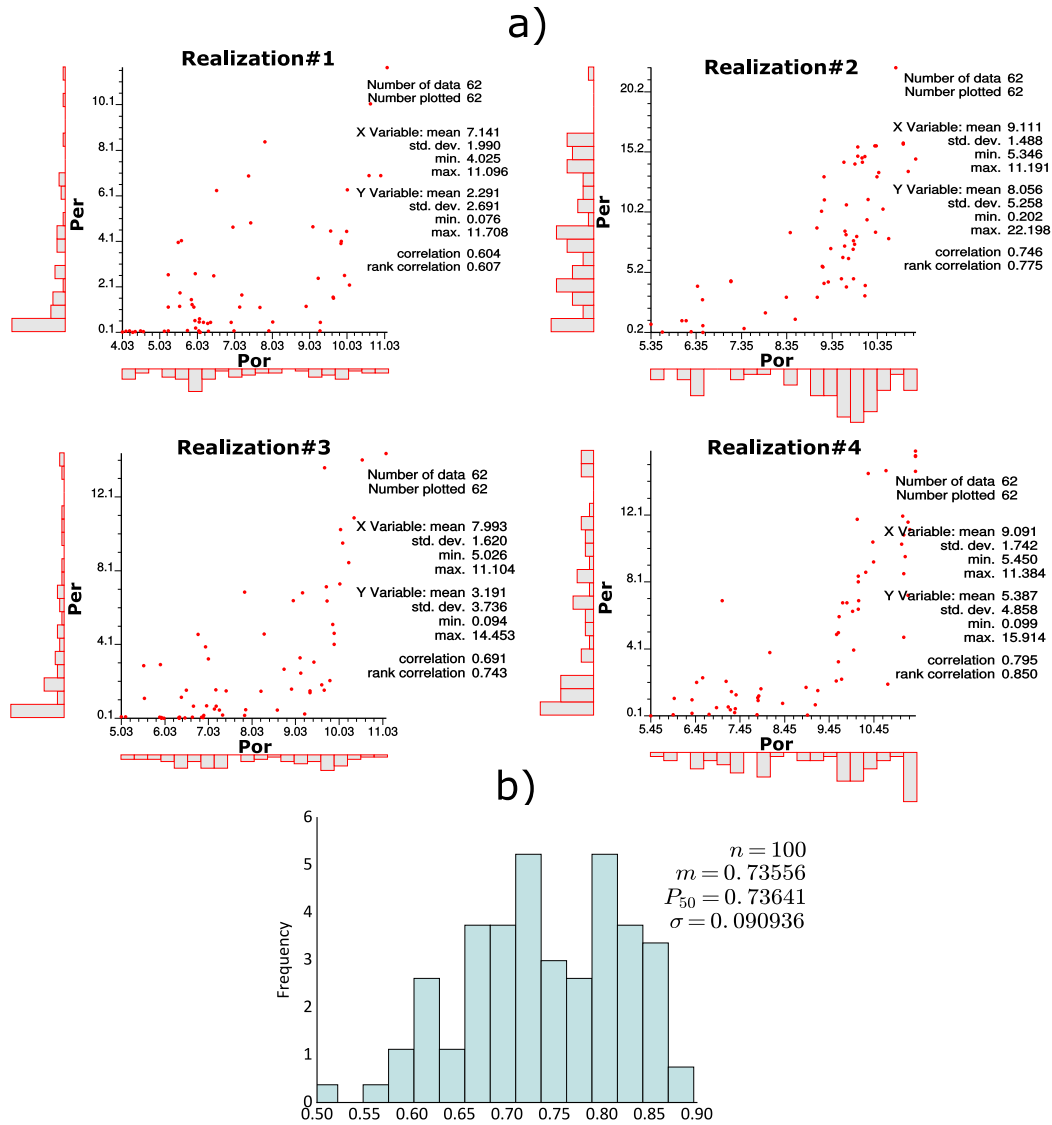 a)
Realization#1
Number of data 62
Number plotted 62
X Variable: mean 7.141
std. dev. 1.990
min. 4.025
max. 11.096
Y Variable: mean 2.291
std. dev. 2.691
min. 0.076
max. 11.708
correlation 0.604
rank correlation 0.607
Per
10.1
8.1
6.1
4.1
2.1
0.1
4.03 5.03 6.03 7.03 8.03 9.03 10.03 11.03
Por
Realization#2
Number of data 62
Number plotted 62
X Variable: mean 9.111
std. dev. 1.488
min. 5.346
max. 11.191
Y Variable: mean 8.056
std. dev. 5.258
min. 0.202
max. 22.198
correlation 0.746
rank correlation 0.775
Per
20.2
15.2
10.2
5.2
0.2
5.35 6.35 7.35 8.35 9.35 10.35
Por
Realization#3
Number of data 62
Number plotted 62
X Variable: mean 7.993
std. dev. 1.620
min. 5.026
max. 11.104
Y Variable: mean 3.191
std. dev. 3.736
min. 0.094
max. 14.453
correlation 0.691
rank correlation 0.743
Per
12.1
8.1
4.1
0.1
5.03 6.03 7.03 8.03 9.03 10.03 11.03
Por
Realization#4
Number of data 62
Number plotted 62
X Variable: mean 9.091
std. dev. 1.742
min. 5.450
max. 11.384
Y Variable: mean 5.387
std. dev. 4.858
min. 0.099
max. 15.914
correlation 0.795
rank correlation 0.850
Per
12.1
8.1
4.1
0.1
5.45 6.45 7.45 8.45 9.45 10.45
Por
b)
n = 100
m = 0.73556
P50 = 0.73641
σ = 0.090936
Frequency
6
5
4
3
2
1
0
0.50 0.55 0.60 0.65 0.70 0.75 0.80 0.85 0.90